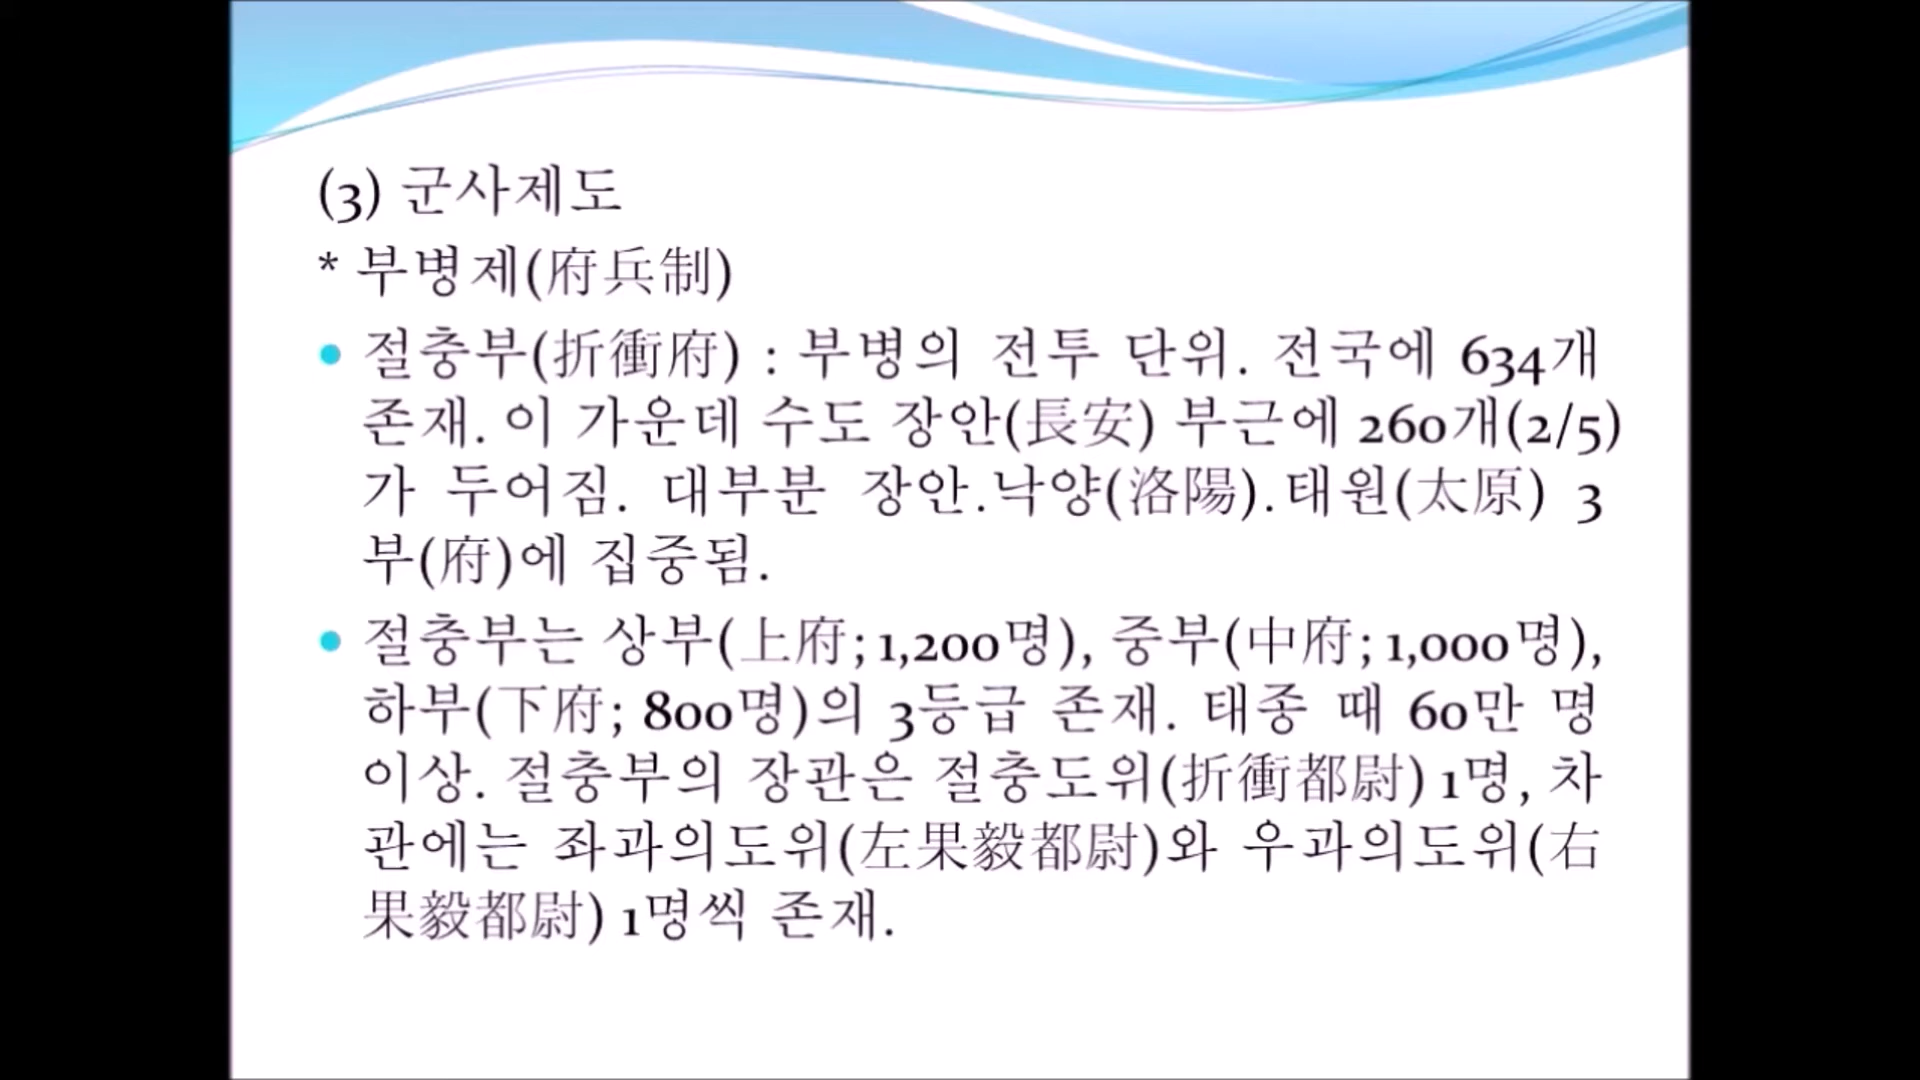 (3) 군사제도
* 부병제(府兵制)
절충부(折衝府) : 부병의 전투 단위. 전국에 634개
존재. 이 가운데 수도 장안(長安) 부근에 260개(2/5)
가 두어짐. 대부분 장안.낙양(洛陽).태원(太原) 3
부(府)에 집중됨.
절충부는 상부(上府; 1,200명), 중부(中府; 1,000명),
하부(下府; 800명)의 3등급 존재. 태종 때 60만 명
이상. 절충부의 장관은 절충도위(折衝都尉) 1명, 차
관에는 좌과의도위(左果毅都尉)와 우과의도위(右
果毅都尉) 1명씩 존재.